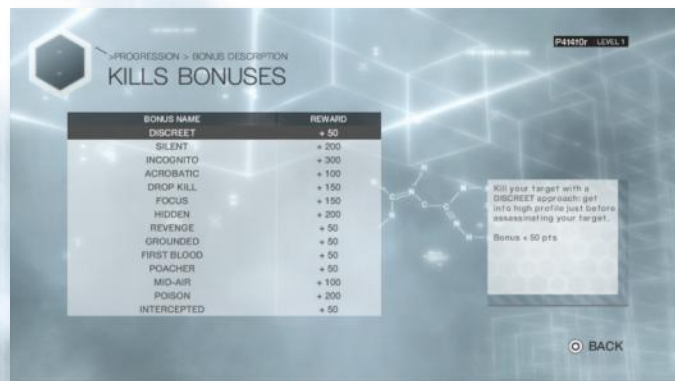 P4t4t0r LEVEL 1
>PROGRESSION > BONUS DESCRIPTION
KILLS BONUSES
BONUS NAME REWARD
DISCREET + 50
SILENT + 200
INCOGNITO + 300
ACROBATIC + 100
DROP KILL + 150
FOCUS + 150
HIDDEN + 200
REVENGE + 50
GROUNDED + 50
FIRST BLOOD + 50
POACHER + 50
MID-AIR + 100
POISON + 200
INTERCEPTED + 50
Kill your target with a
DISCREET approach: get
into high profile just before
assassinating your target.
Bonus + 50 pts
BACK